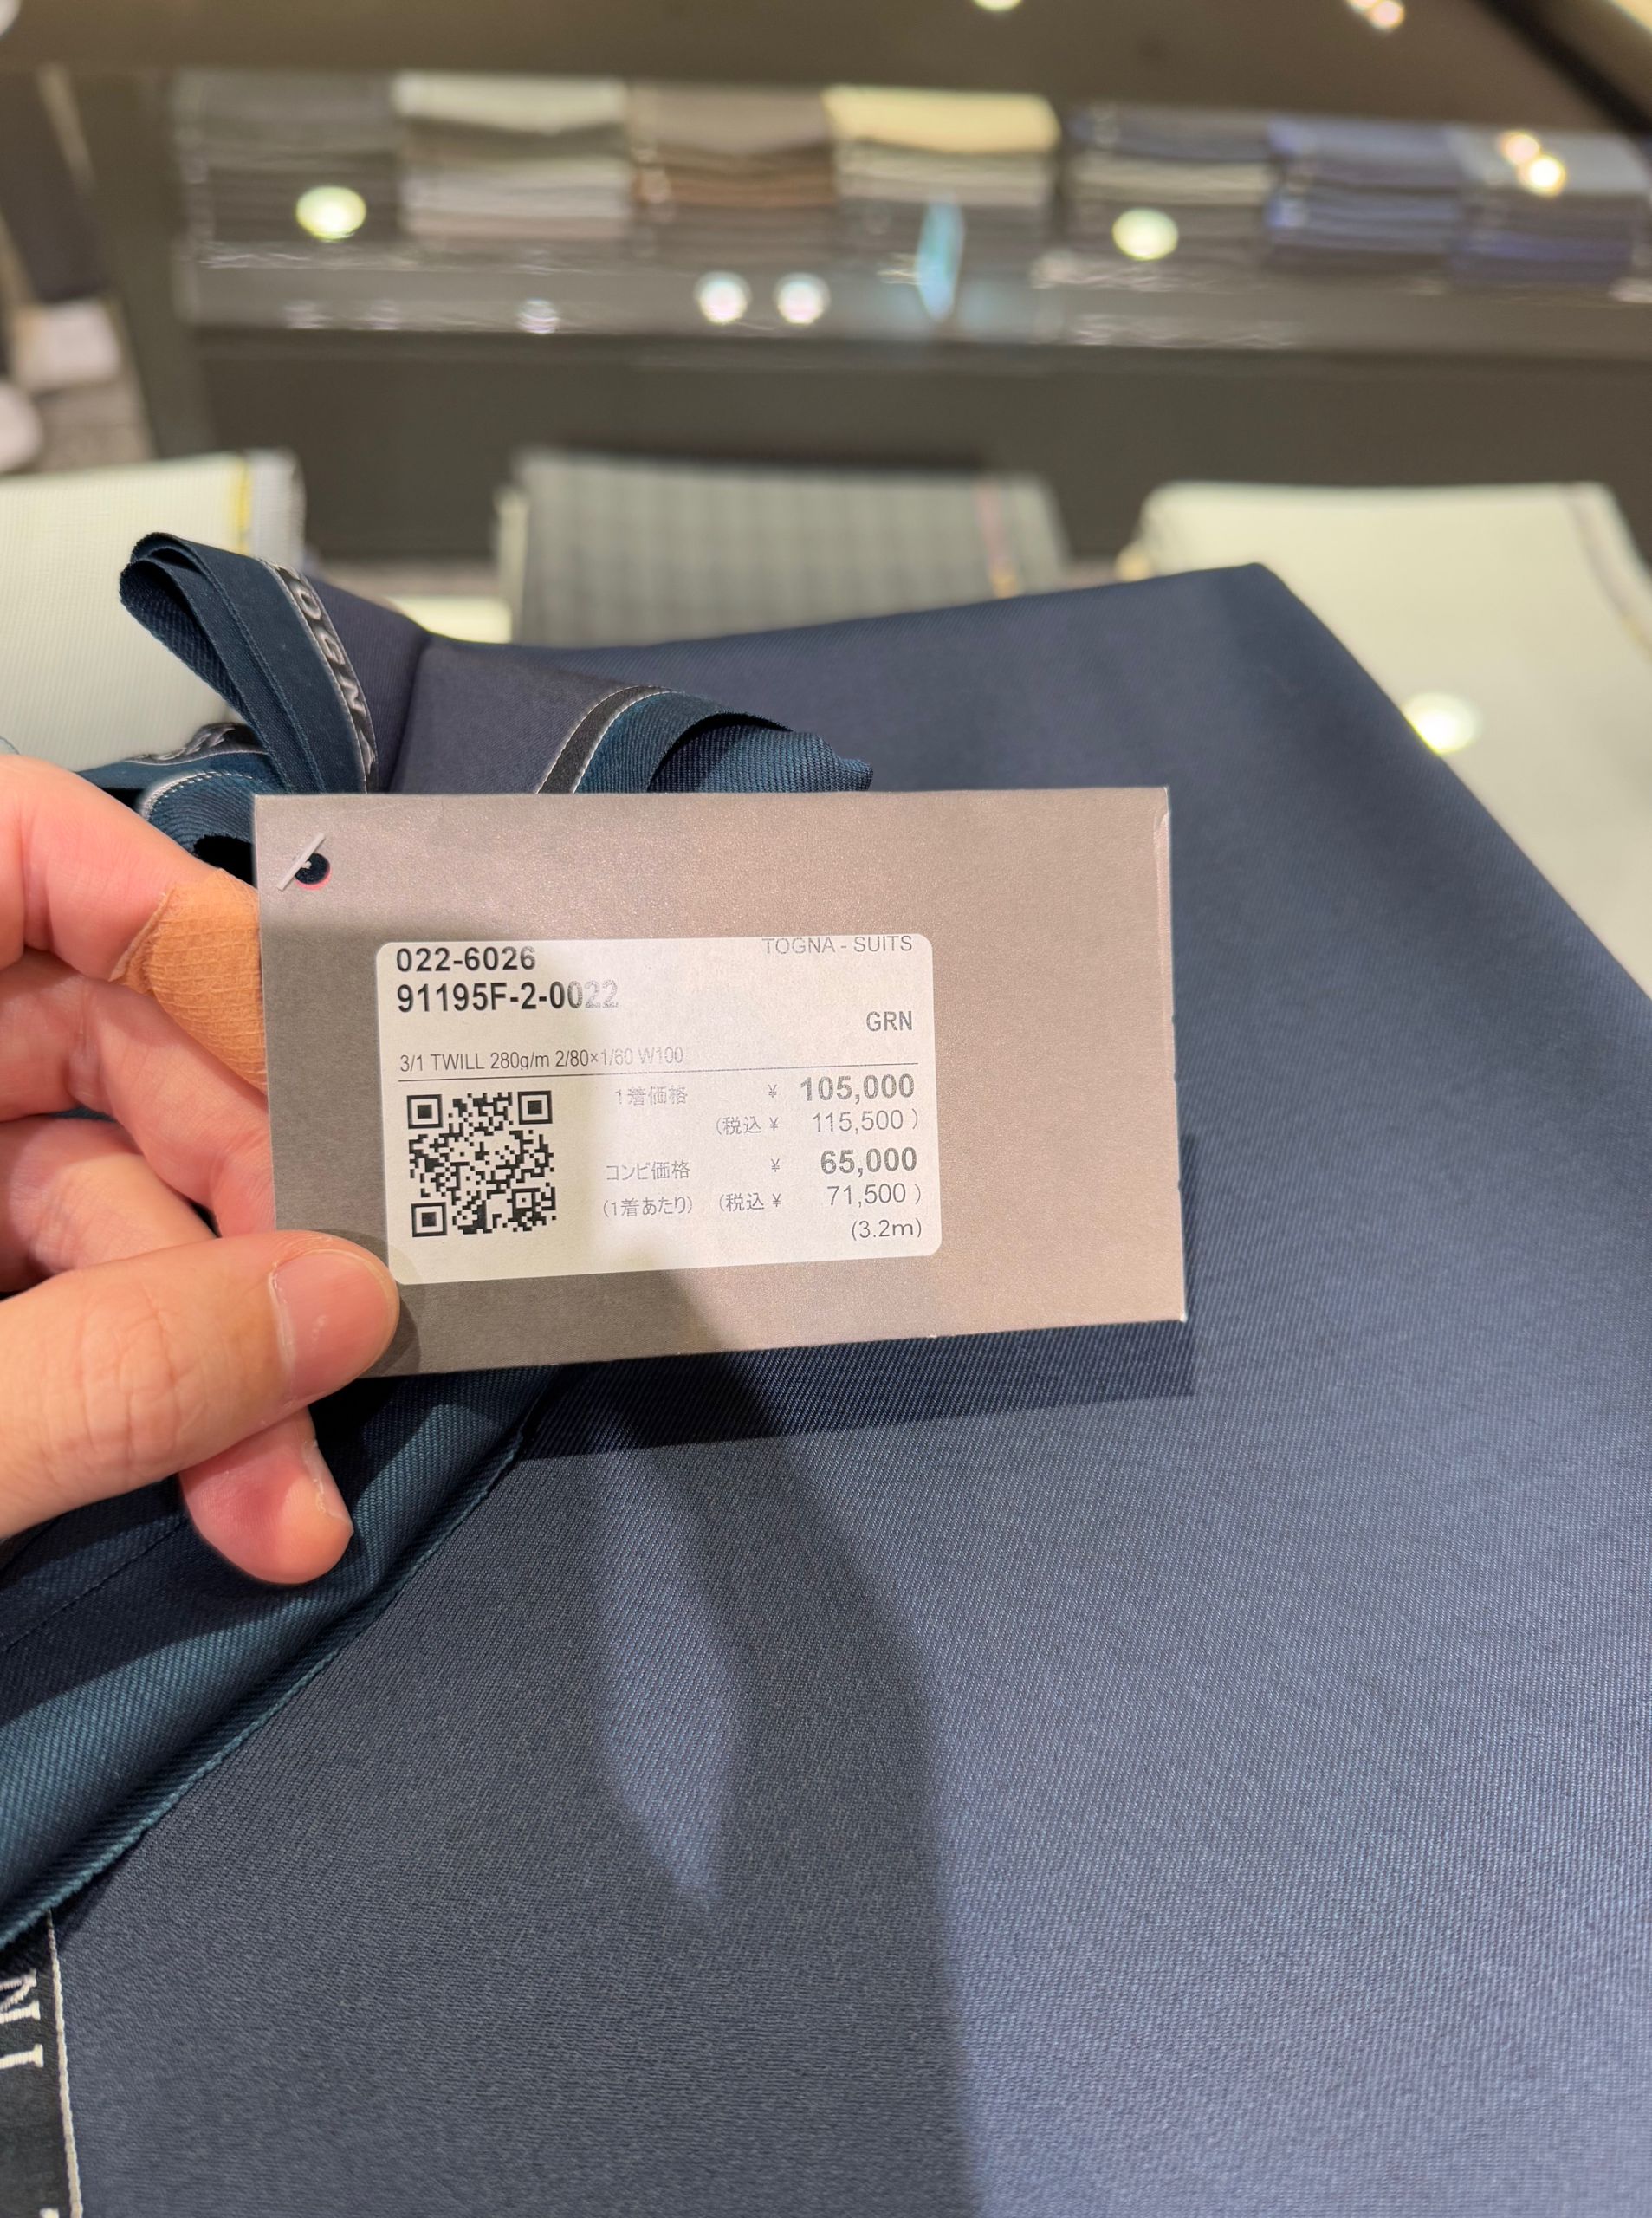 TOGNA - SUITS
022-6026
91195F-2-0022
GRN
3/1 TWILL 280g/m 2/80×1/60 W100
1着価格 ¥ 105,000
(税込 ¥ 115,500 )
コンビ価格 ¥ 65,000
(1着あたり) (税込 ¥ 71,500 )
(3.2m)